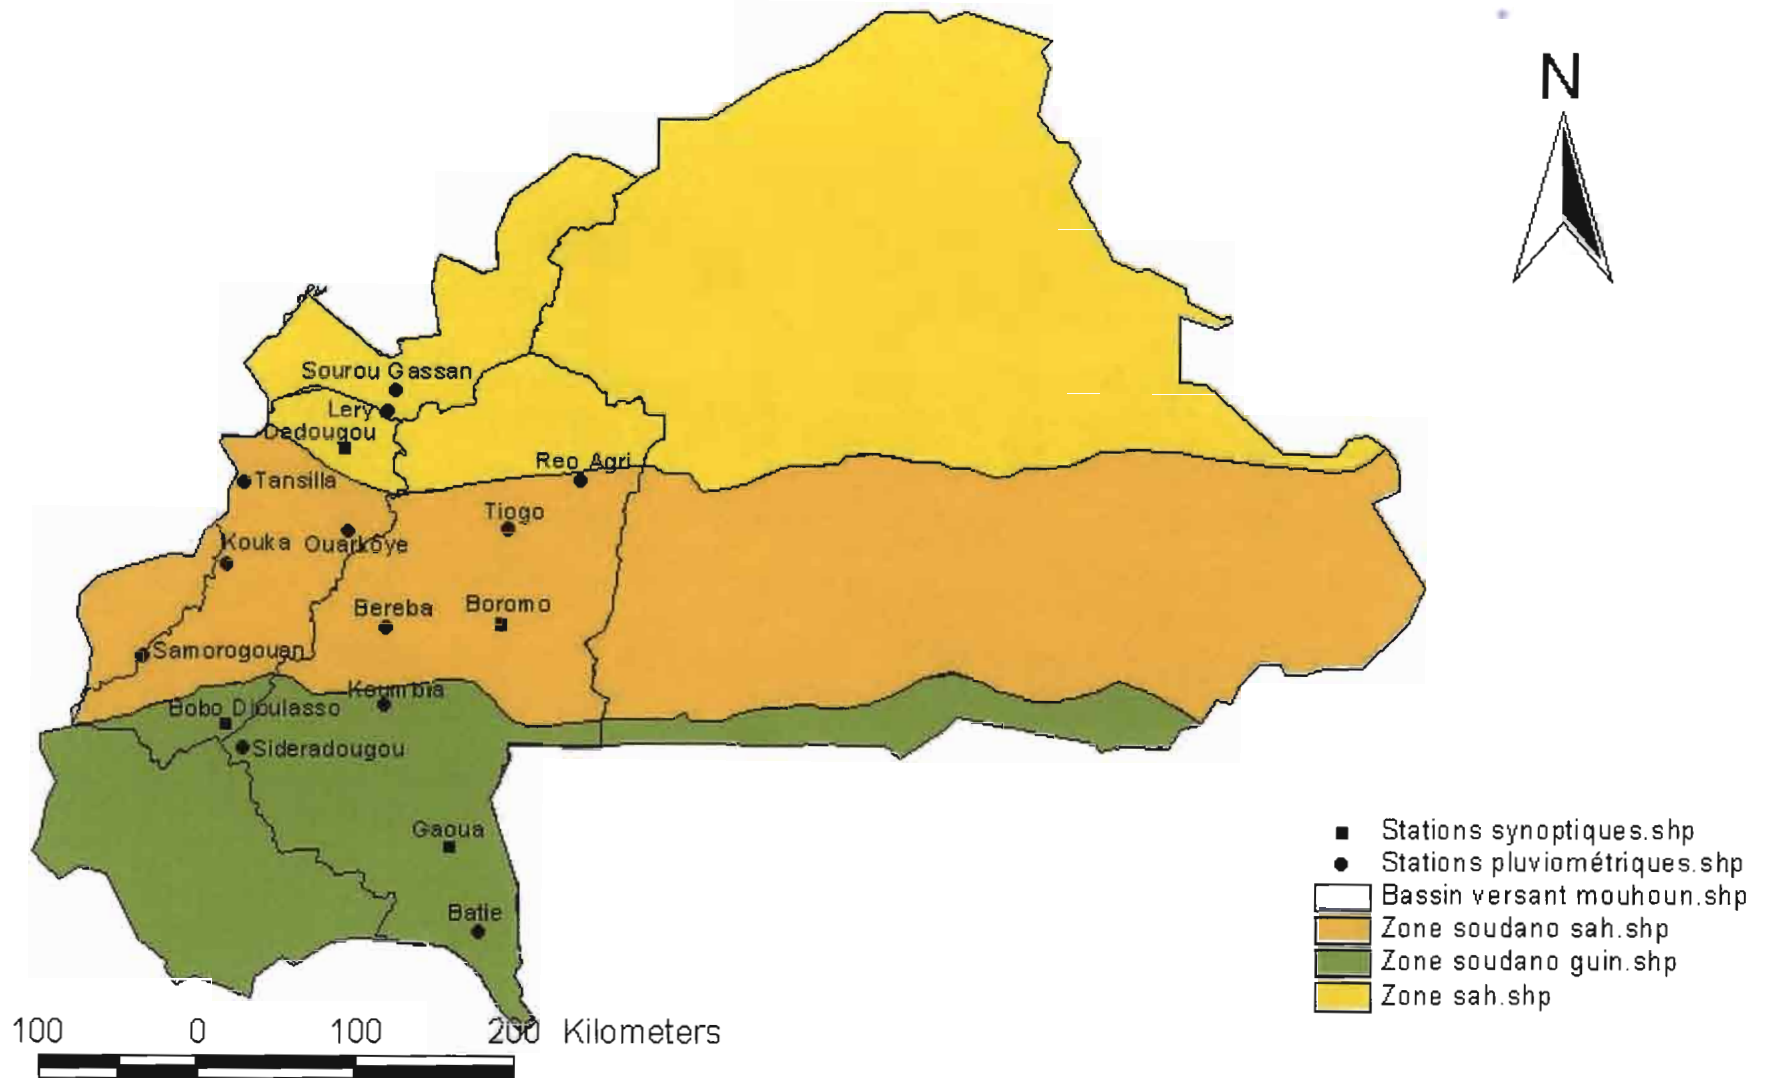 N
Sourou Gassan
Lery
Dedougou
Reo Agri
Tansilla
Tiogo
Kouka
Ouarkoye
Bereba
Boromo
Samorogouan
Koumbia
Bobo Dioulasso
Sideradougou
Gaoua
Batie
Stations synoptiques.shp
Stations pluviométriques.shp
Bassin versant mouhoun.shp
Zone soudano sah.shp
Zone soudano guin.shp
Zone sah.shp
100 0 100 200 Kilometers